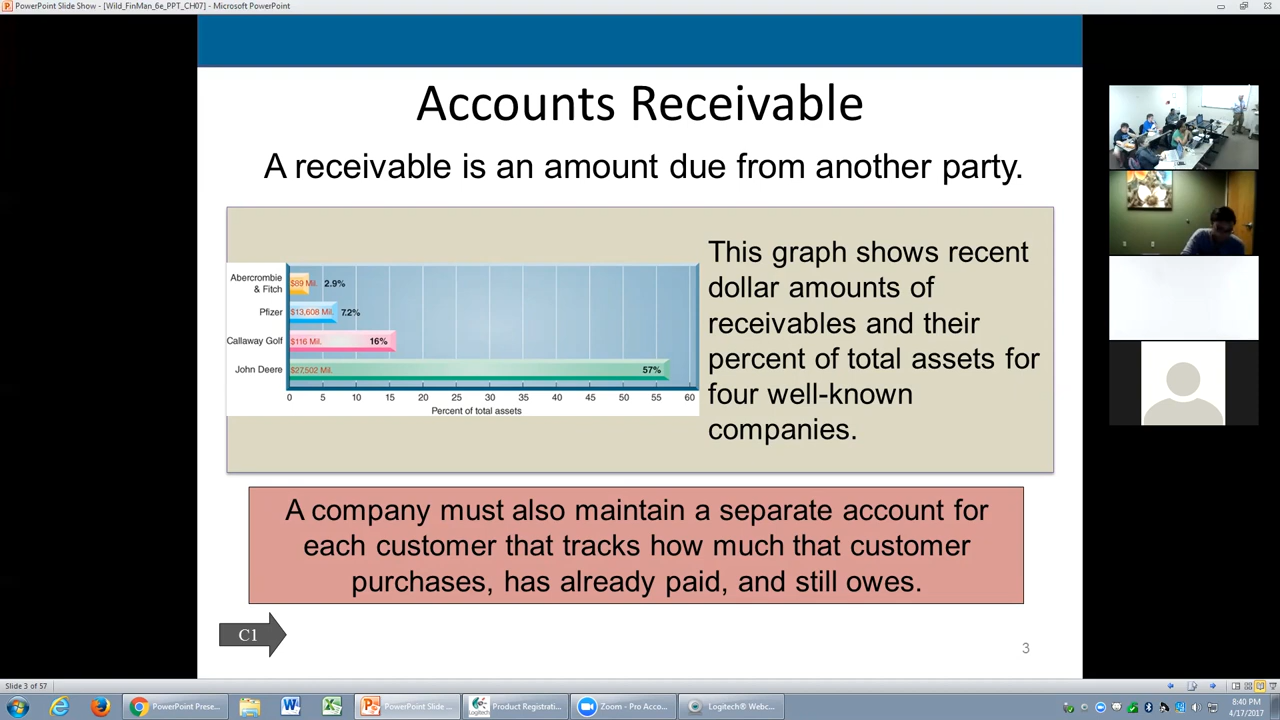 PowerPoint Slide Show - [Wild_FinMan_6e_PPT_CH07] - Microsoft PowerPoint
Accounts Receivable
A receivable is an amount due from another party.
Abercrombie
& Fitch
$89 Mil. 2.9%
Pfizer $13,608 Mil. 7.2%
Callaway Golf $116 Mil. 16%
John Deere $27,502 Mil. 57%
0 5 10 15 20 25 30 35 40 45 50 55 60
Percent of total assets
This graph shows recent
dollar amounts of
receivables and their
percent of total assets for
four well-known
companies.
A company must also maintain a separate account for
each customer that tracks how much that customer
purchases, has already paid, and still owes.
C1
3
Slide 3 of 57
PowerPoint Prese...
PowerPoint Slide ...
Product Registrati...
Zoom - Pro Acco...
Logitech® Webc...
8:40 PM
4/17/2017